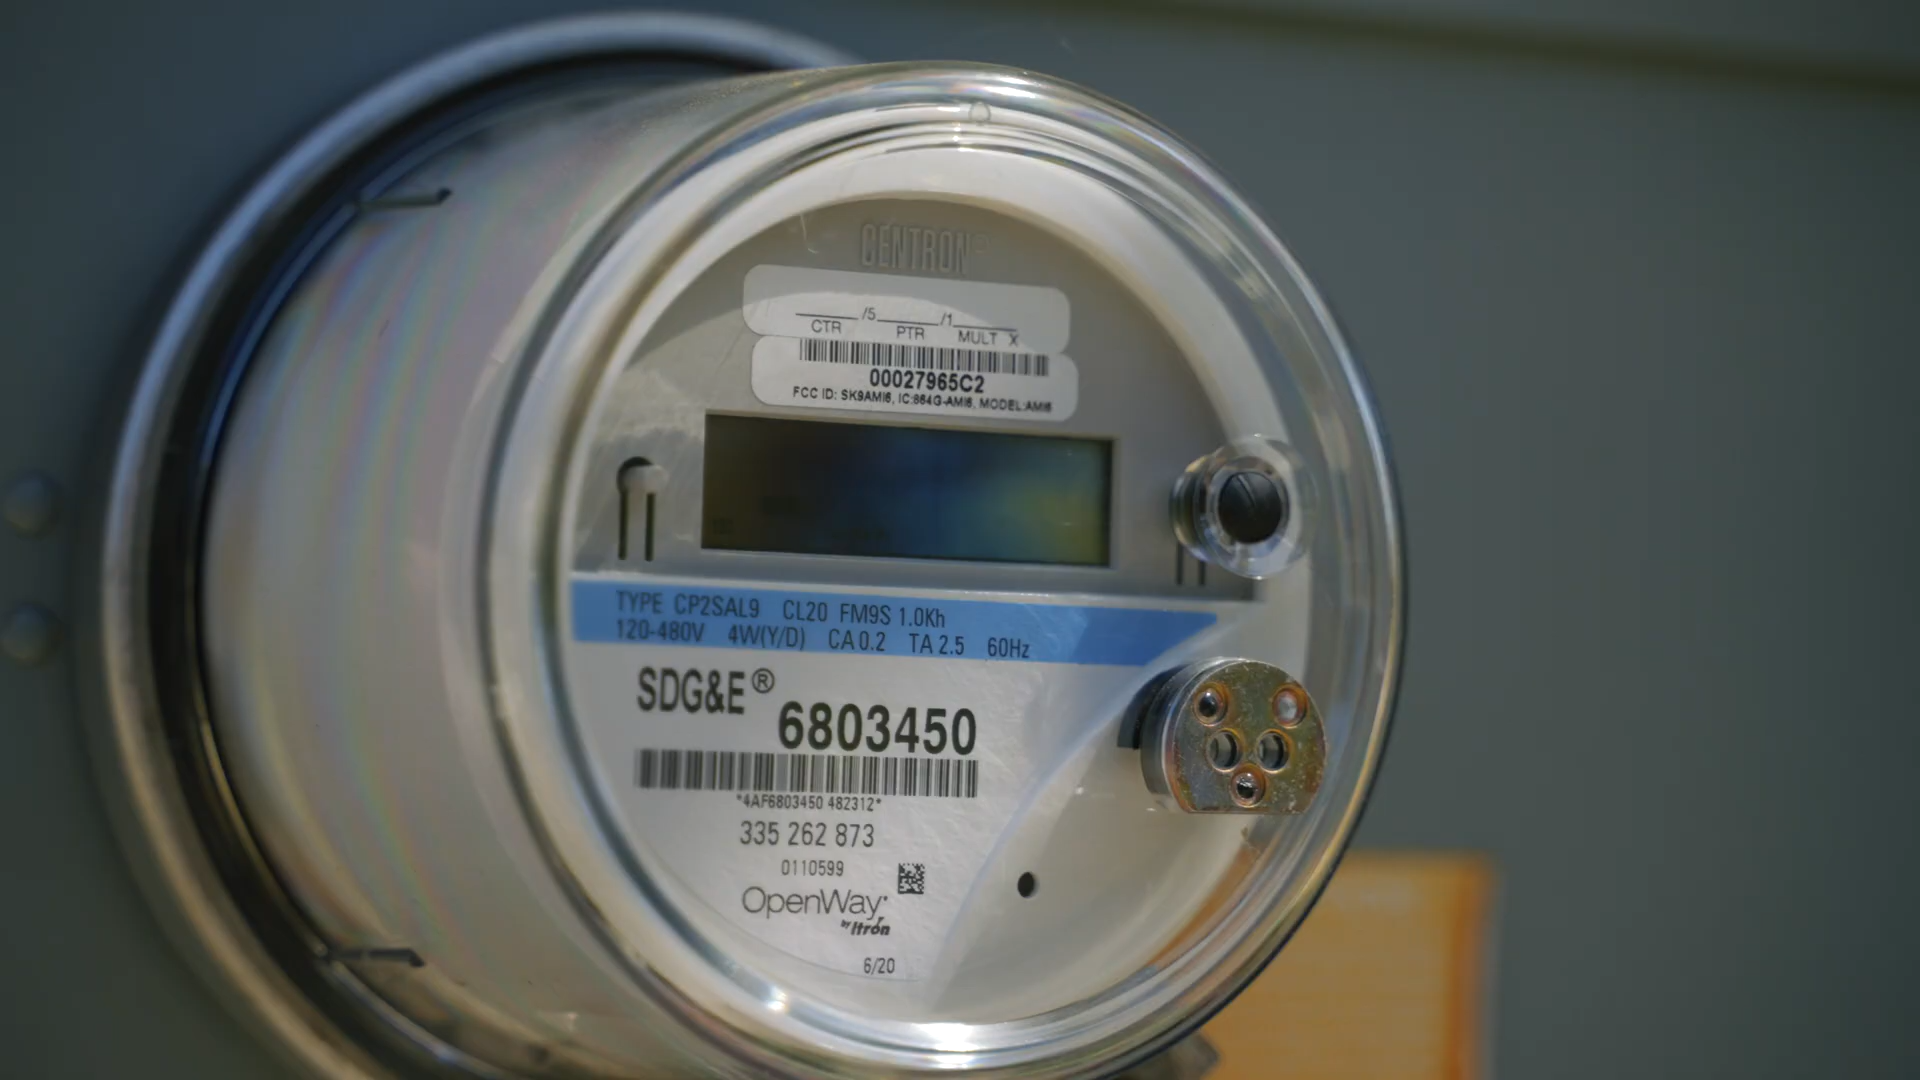 CENTRON®
/5 /1
CTR PTR MULT X
00027965C2
FCC ID: SK9AMI6, IC:864G-AMI6, MODEL:AMI6
TYPE CP2SAL9 CL20 FM9S 1.0Kh
120-480V 4W(Y/D) CA 0.2 TA 2.5 60Hz
SDG&E®
6803450
*4AF6803450 482312*
335 262 873
0110599
OpenWay®
by Itron
6/20